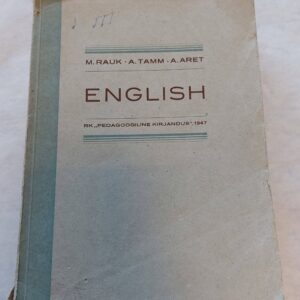 M. RAUK · A. TAMM · A. ARET
ENGLISH
RK. „PEDAGOOGILINE KIRJANDUS", 1947